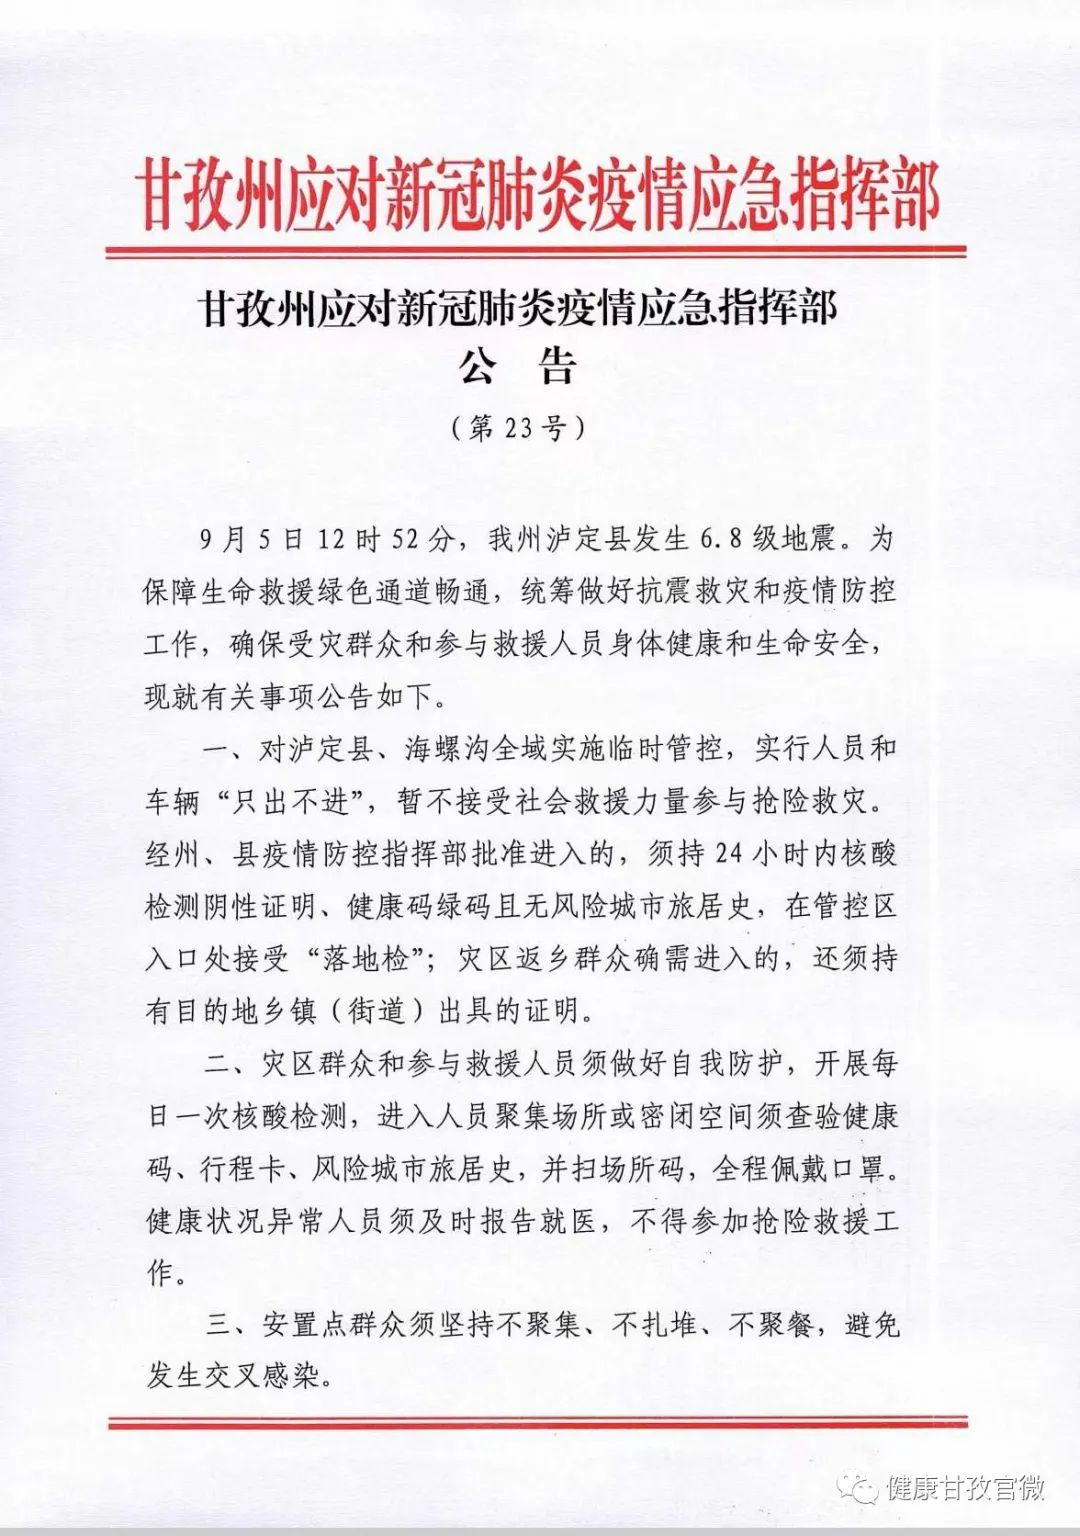 甘孜州应对新冠肺炎疫情应急指挥部
甘孜州应对新冠肺炎疫情应急指挥部
公 告
（第 23 号）
9 月 5 日 12 时 52 分，我州泸定县发生 6.8 级地震。为
保障生命救援绿色通道畅通，统筹做好抗震救灾和疫情防控
工作，确保受灾群众和参与救援人员身体健康和生命安全，
现就有关事项公告如下。
一、对泸定县、海螺沟全域实施临时管控，实行人员和
车辆“只出不进”，暂不接受社会救援力量参与抢险救灾。
经州、县疫情防控指挥部批准进入的，须持 24 小时内核酸
检测阴性证明、健康码绿码且无风险城市旅居史，在管控区
入口处接受“落地检”；灾区返乡群众确需进入的，还须持
有目的地乡镇（街道）出具的证明。
二、灾区群众和参与救援人员须做好自我防护，开展每
日一次核酸检测，进入人员聚集场所或密闭空间须查验健康
码、行程卡、风险城市旅居史，并扫场所码，全程佩戴口罩。
健康状况异常人员须及时报告就医，不得参加抢险救援工
作。
三、安置点群众须坚持不聚集、不扎堆、不聚餐，避免
发生交叉感染。
健康甘孜官微